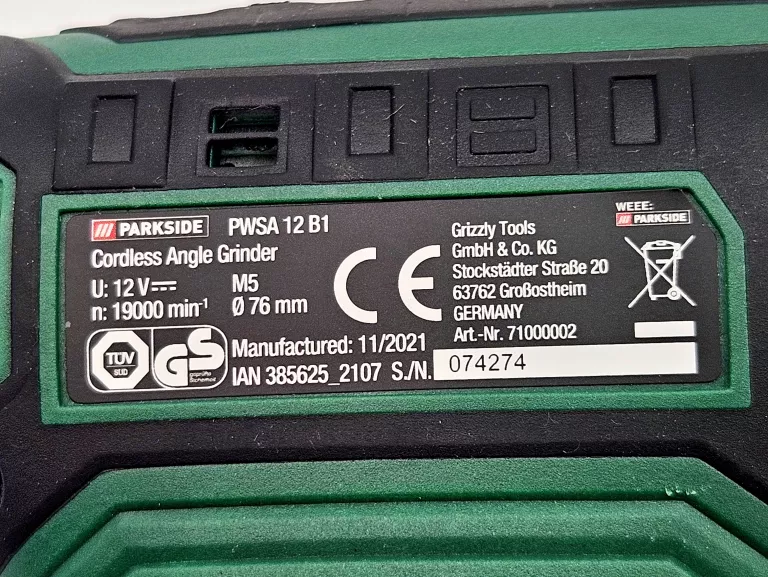 PARKSIDE PWSA 12 B1
Cordless Angle Grinder
U: 12 V⎓ M5
n: 19000 min⁻¹ Ø 76 mm
CE
TÜV
SÜD
GS
geprüfte
Sicherheit
Manufactured: 11/2021
IAN 385625_2107 S./N. 074274
Grizzly Tools
GmbH & Co. KG
Stockstädter Straße 20
63762 Großostheim
GERMANY
Art.-Nr. 71000002
WEEE:
PARKSIDE